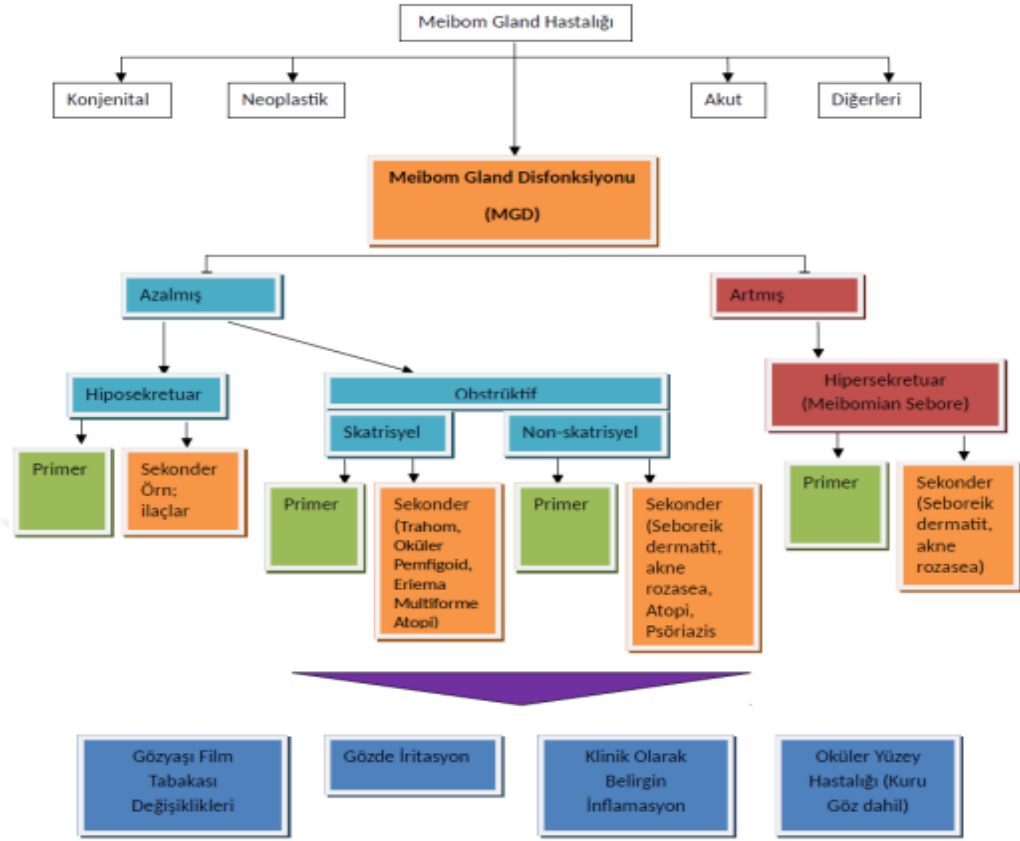 Meibom Gland Hastalığı
Konjenital
Neoplastik
Akut
Diğerleri
Meibom Gland Disfonksiyonu
(MGD)
Azalmış
Artmış
Hiposekretuar
Obstrüktif
Hipersekretuar
(Meibomian Sebore)
Skatrisyel
Non-skatrisyel
Primer
Sekonder
Örn;
ilaçlar
Primer
Sekonder
(Trahom,
Oküler
Pemfigoid,
Eriema
Multiforme
Atopi)
Primer
Sekonder
(Seboreik
dermatit,
akne
rozasea,
Atopi,
Psöriazis
Primer
Sekonder
(Seboreik
dermatit,
akne
rozasea)
Gözyaşı Film
Tabakası
Değişiklikleri
Gözde İritasyon
Klinik Olarak
Belirgin
İnflamasyon
Oküler Yüzey
Hastalığı (Kuru
Göz dahil)